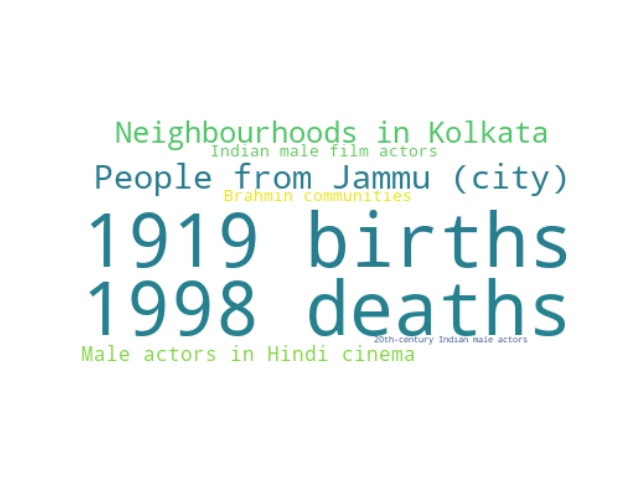 Neighbourhoods in Kolkata
Indian male film actors
People from Jammu (city)
Brahmin communities
1919 births
1998 deaths
20th-century Indian male actors
Male actors in Hindi cinema